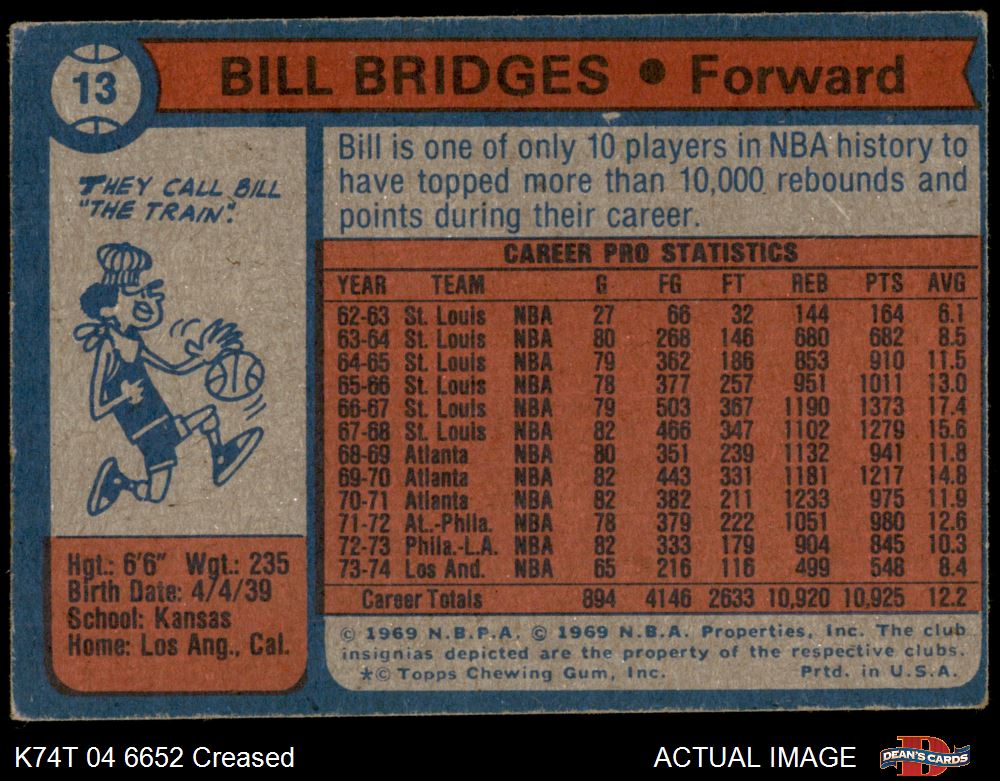 13
BILL BRIDGES • Forward
THEY CALL BILL
"THE TRAIN".
Bill is one of only 10 players in NBA history to
have topped more than 10,000 rebounds and
points during their career.
CAREER PRO STATISTICS
YEAR TEAM G FG FT REB PTS AVG
62-63 St. Louis NBA 27 66 32 144 164 6.1
63-64 St. Louis NBA 80 268 146 680 682 8.5
64-65 St. Louis NBA 79 362 186 853 910 11.5
65-66 St. Louis NBA 78 377 257 951 1011 13.0
66-67 St. Louis NBA 79 503 367 1190 1373 17.4
67-68 St. Louis NBA 82 466 347 1102 1279 15.6
68-69 Atlanta NBA 80 351 239 1132 941 11.8
69-70 Atlanta NBA 82 443 331 1181 1217 14.8
70-71 Atlanta NBA 82 382 211 1233 975 11.9
71-72 At.-Phila. NBA 78 379 222 1051 980 12.6
72-73 Phila.-L.A. NBA 82 333 179 904 845 10.3
73-74 Los And. NBA 65 216 116 499 548 8.4
Career Totals 894 4146 2633 10,920 10,925 12.2
Hgt.: 6'6" Wgt.: 235
Birth Date: 4/4/39
School: Kansas
Home: Los Ang., Cal.
© 1969 N.B.P.A. © 1969 N.B.A. Properties, Inc. The club
insignias depicted are the property of the respective clubs.
*© Topps Chewing Gum, Inc. Prtd. in U.S.A.
K74T 04 6652 Creased
ACTUAL IMAGE
D
DEAN'S CARDS